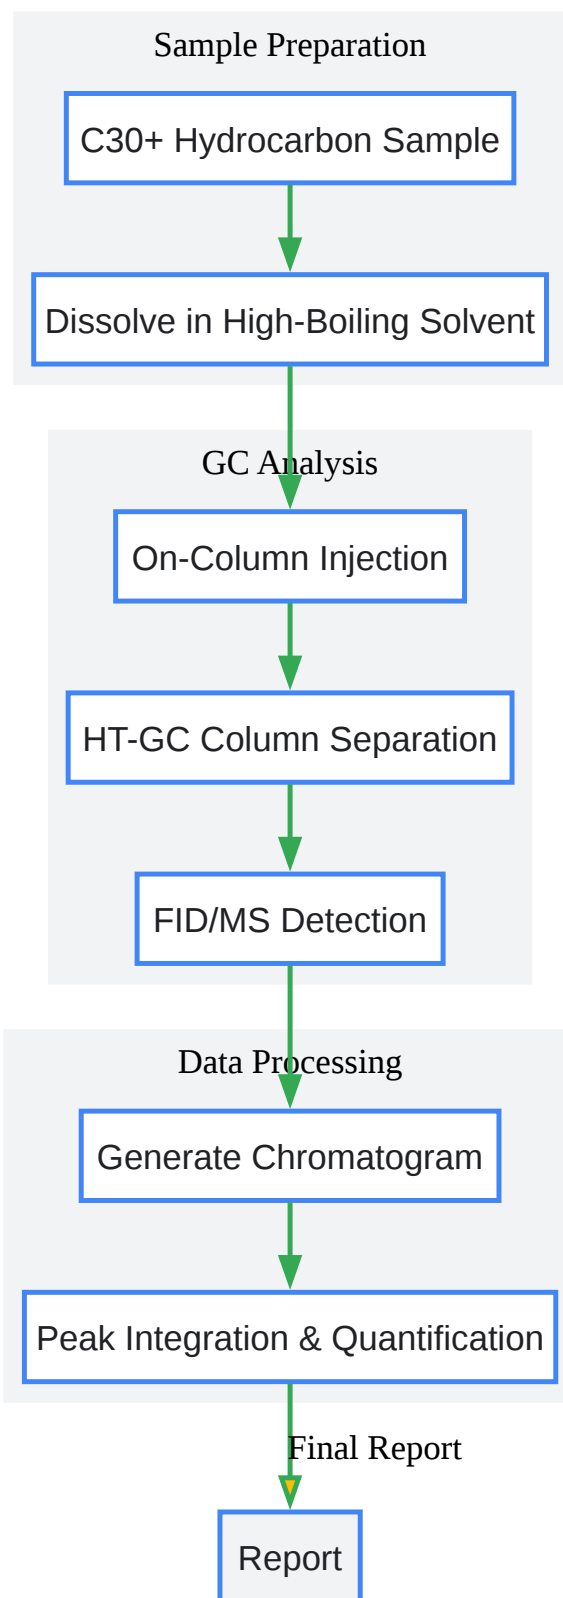 Sample Preparation
C30+ Hydrocarbon Sample
Dissolve in High-Boiling Solvent
GC Analysis
On-Column Injection
HT-GC Column Separation
FID/MS Detection
Data Processing
Generate Chromatogram
Peak Integration & Quantification
Final Report
Report